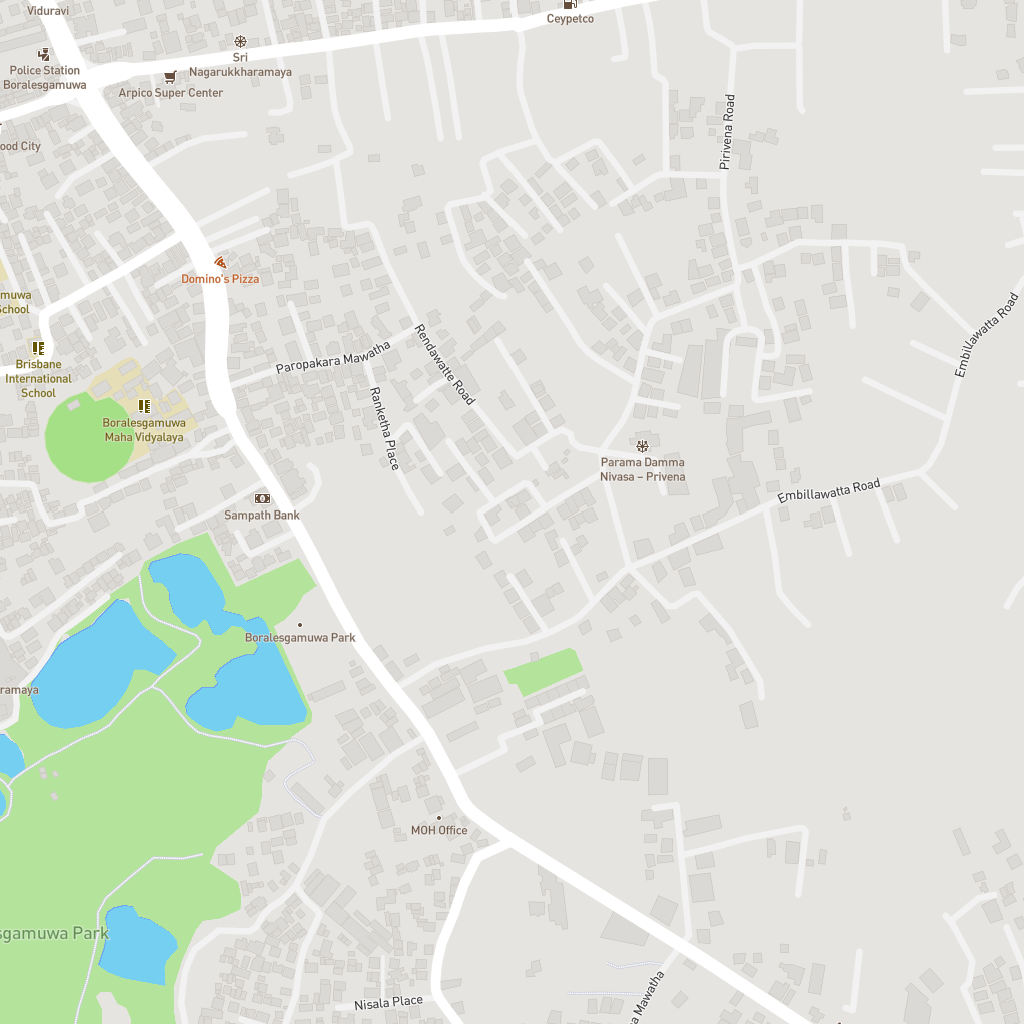 Viduravi
Ceypetco
Police Station
Boralesgamuwa
Sri
Nagarukkharamaya
Arpico Super Center
ood City
Pirivena Road
Domino's Pizza
muwa
School
Embillawatta Road
Brisbane
International
School
Paropakara Mawatha
Rendawatte Road
Ranketha Place
Boralesgamuwa
Maha Vidyalaya
Parama Damma
Nivasa – Privena
Embillawatta Road
Sampath Bank
Boralesgamuwa Park
ramaya
MOH Office
sgamuwa Park
Nisala Place
a Mawatha